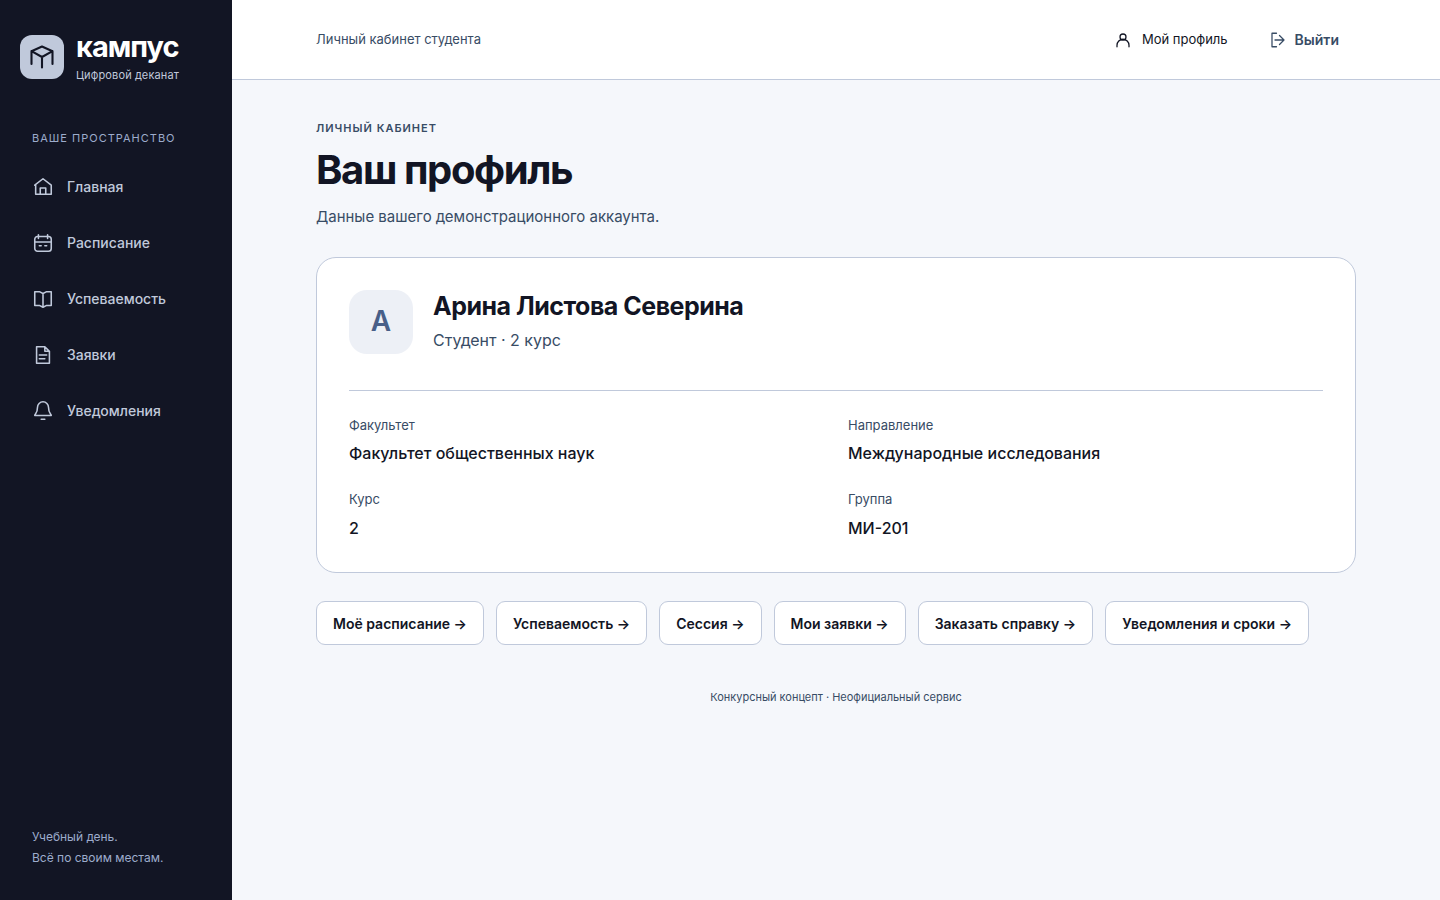 кампус
Цифровой деканат
ВАШЕ ПРОСТРАНСТВО
Главная
Расписание
Успеваемость
Заявки
Уведомления
Учебный день.
Всё по своим местам.
Личный кабинет студента
Мой профиль
Выйти
ЛИЧНЫЙ КАБИНЕТ
Ваш профиль
Данные вашего демонстрационного аккаунта.
А
Арина Листова Северина
Студент · 2 курс
Факультет
Факультет общественных наук
Направление
Международные исследования
Курс
2
Группа
МИ-201
Моё расписание →
Успеваемость →
Сессия →
Мои заявки →
Заказать справку →
Уведомления и сроки →
Конкурсный концепт · Неофициальный сервис